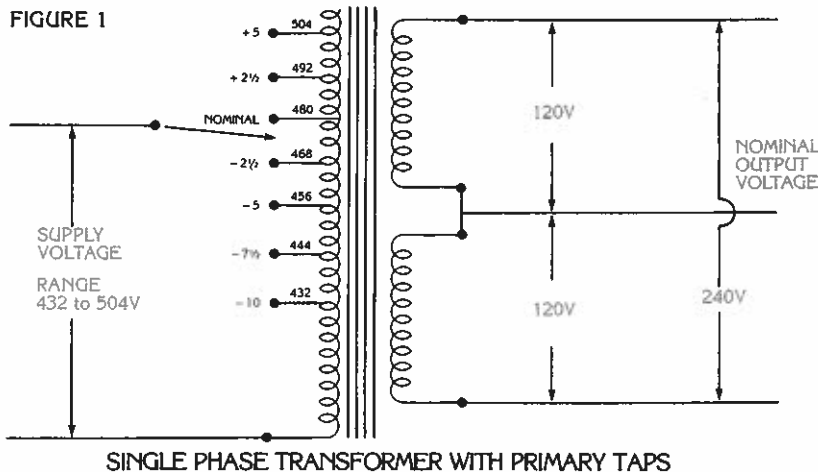 FIGURE 1
+5 504
+2½ 492
NOMINAL 480
-2½ 468
-5 456
-7½ 444
-10 432
SUPPLY
VOLTAGE
RANGE
432 to 504V
120V
120V
240V
NOMINAL
OUTPUT
VOLTAGE
SINGLE PHASE TRANSFORMER WITH PRIMARY TAPS